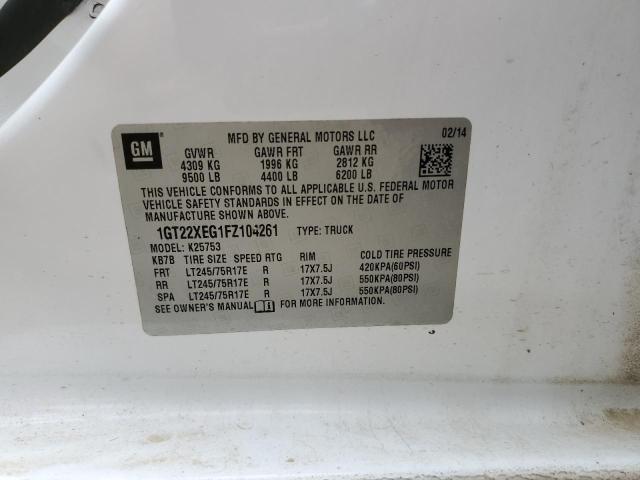 GM
MFD BY GENERAL MOTORS LLC 02/14
GVWR GAWR FRT GAWR RR
4309 KG 1996 KG 2812 KG
9500 LB 4400 LB 6200 LB
THIS VEHICLE CONFORMS TO ALL APPLICABLE U.S. FEDERAL MOTOR
VEHICLE SAFETY STANDARDS IN EFFECT ON THE DATE OF
MANUFACTURE SHOWN ABOVE.
1GT22XEG1FZ104261 TYPE: TRUCK
MODEL: K25753
KB7B TIRE SIZE SPEED RTG RIM COLD TIRE PRESSURE
FRT LT245/75R17E R 17X7.5J 420KPA(60PSI)
RR LT245/75R17E R 17X7.5J 550KPA(80PSI)
SPA LT245/75R17E R 17X7.5J 550KPA(80PSI)
SEE OWNER'S MANUAL FOR MORE INFORMATION.